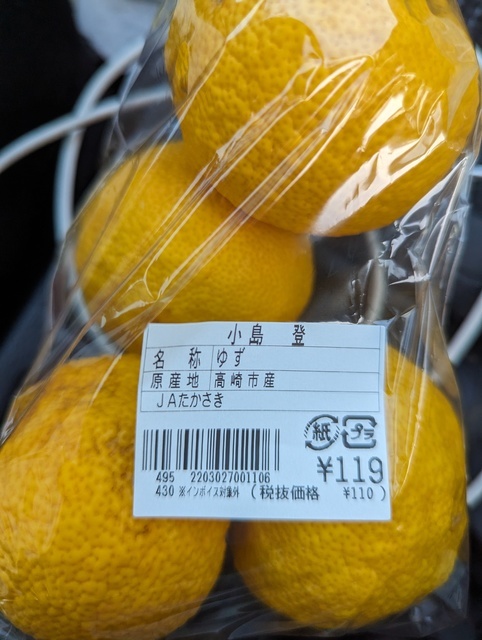 小島 登
名 称 ゆず
原産地 高崎市産
JAたかさき
紙 プラ
¥119
495 2203027001106
430 ※インボイス対象外 (税抜価格 ¥110)